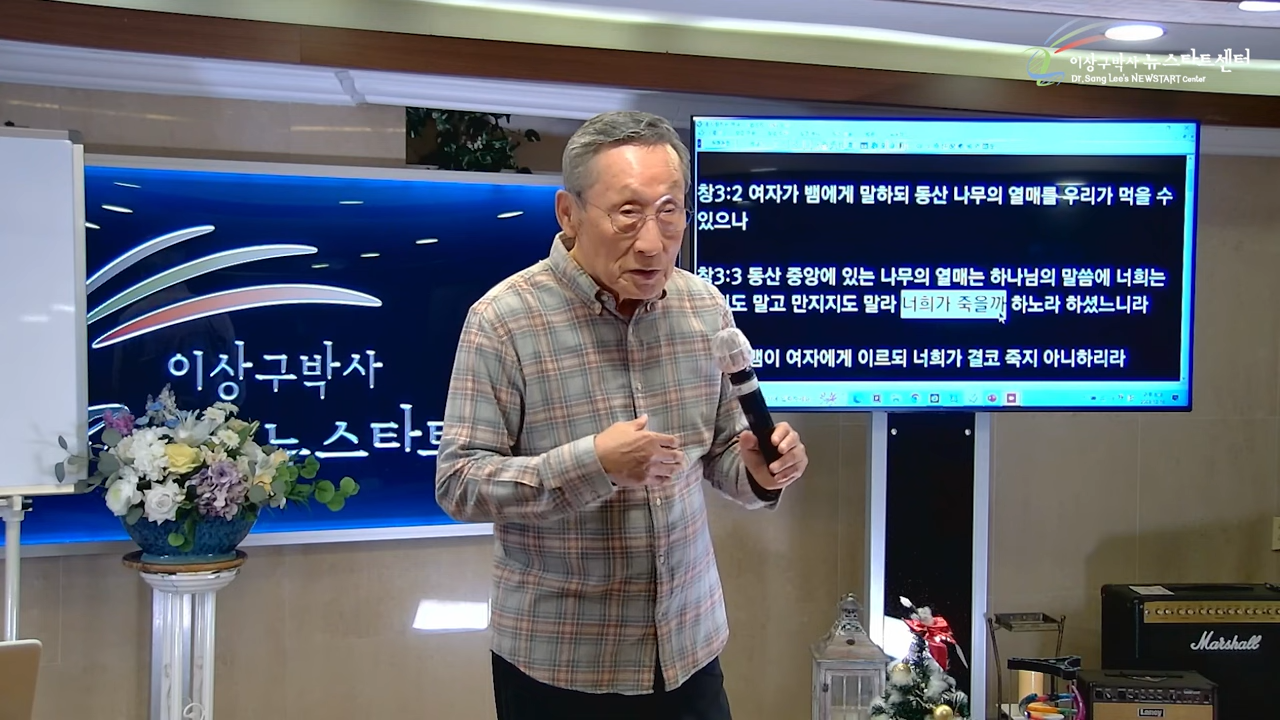 이상구박사 뉴스타트센터
Dr. Sang Lee's NEWSTART Center
창3:2 여자가 뱀에게 말하되 동산 나무의 열매를 우리가 먹을 수
있으나
창3:3 동산 중앙에 있는 나무의 열매는 하나님의 말씀에 너희는
말고 만지지도 말라 너희가 죽을까 하노라 하셨느니라
뱀이 여자에게 이르되 너희가 결코 죽지 아니하리라
이상구박사
뉴스타트
Marshall
Laney